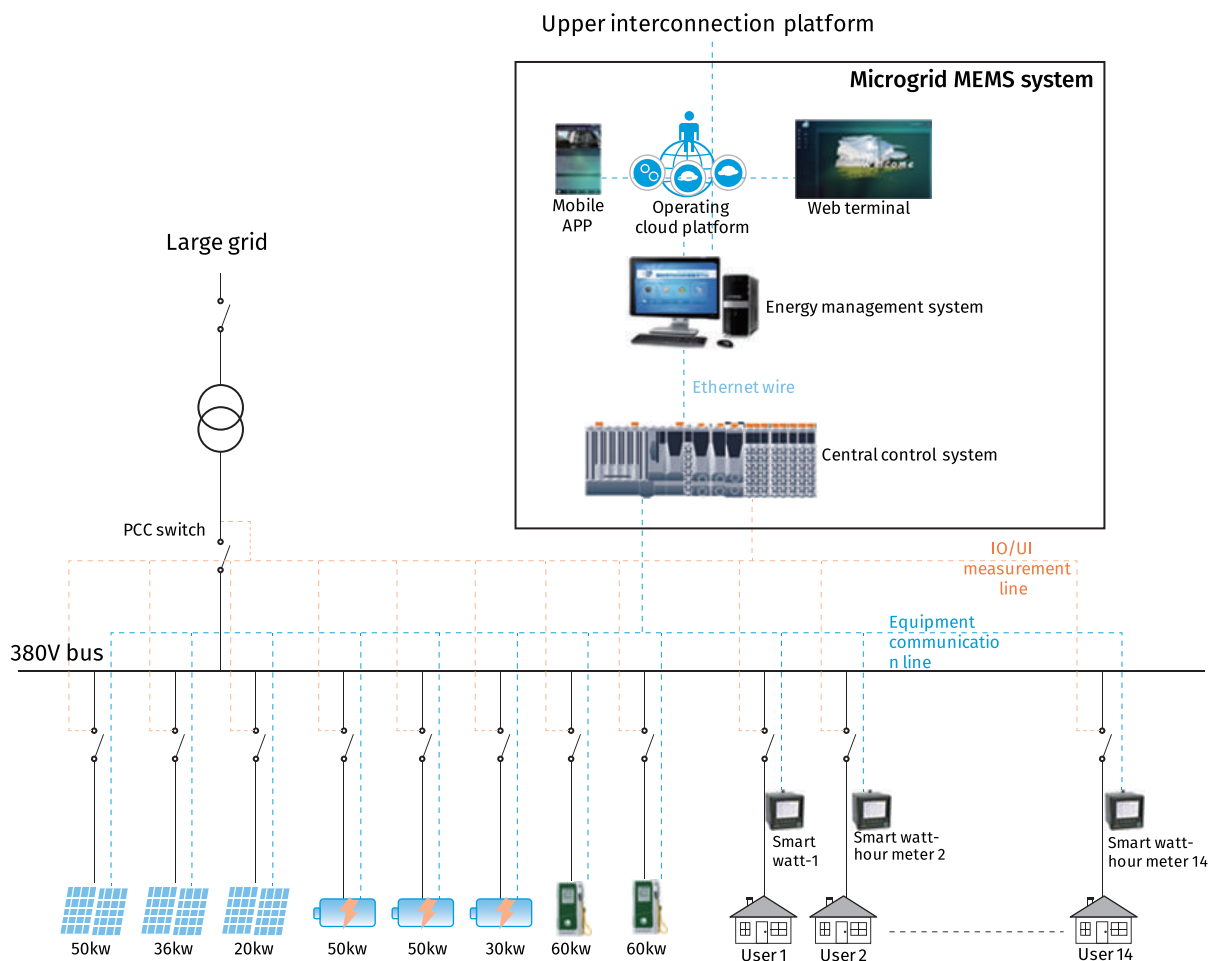 Upper interconnection platform
Microgrid MEMS system
Mobile
APP
Operating
cloud platform
Web terminal
Welcome
Large grid
Energy management system
Ethernet wire
Central control system
PCC switch
IO/UI
measurement
line
Equipment
communicatio
n line
380V bus
Smart
watt-1
Smart watt-
hour meter 2
Smart watt-
hour meter 14
50kw
36kw
20kw
50kw
50kw
30kw
60kw
60kw
User 1
User 2
User 14